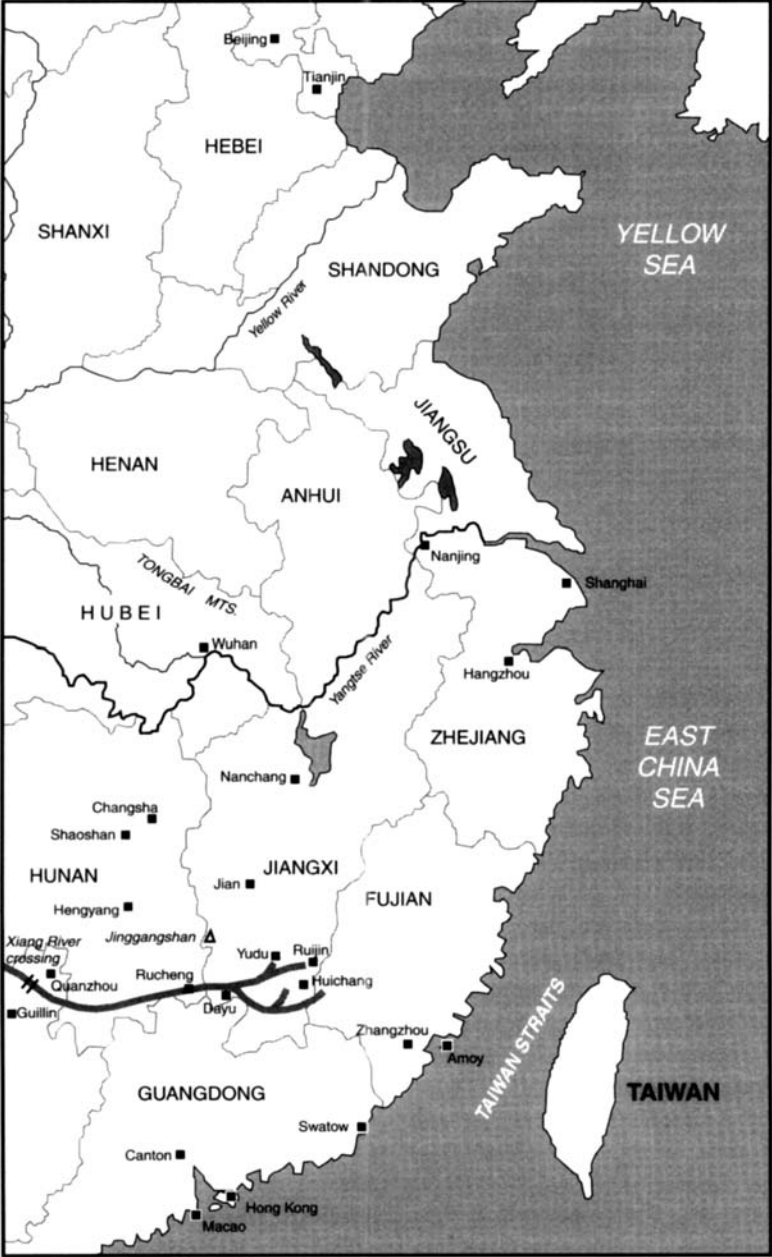 Beijing
Tianjin
HEBEI
SHANXI
YELLOW
SEA
SHANDONG
Yellow River
JIANGSU
HENAN
ANHUI
Nanjing
TONGBAI MTS.
Shanghai
HUBEI
Wuhan
Yangtse River
Hangzhou
ZHEJIANG
EAST
CHINA
SEA
Nanchang
Changsha
Shaoshan
HUNAN
JIANGXI
Jian
FUJIAN
Hengyang
Jinggangshan
Xiang River
crossing
Yudu
Ruijin
Quanzhou
Rucheng
Huichang
Guillin
Dayu
Zhangzhou
Amoy
TAIWAN STRAITS
TAIWAN
GUANGDONG
Swatow
Canton
Hong Kong
Macao